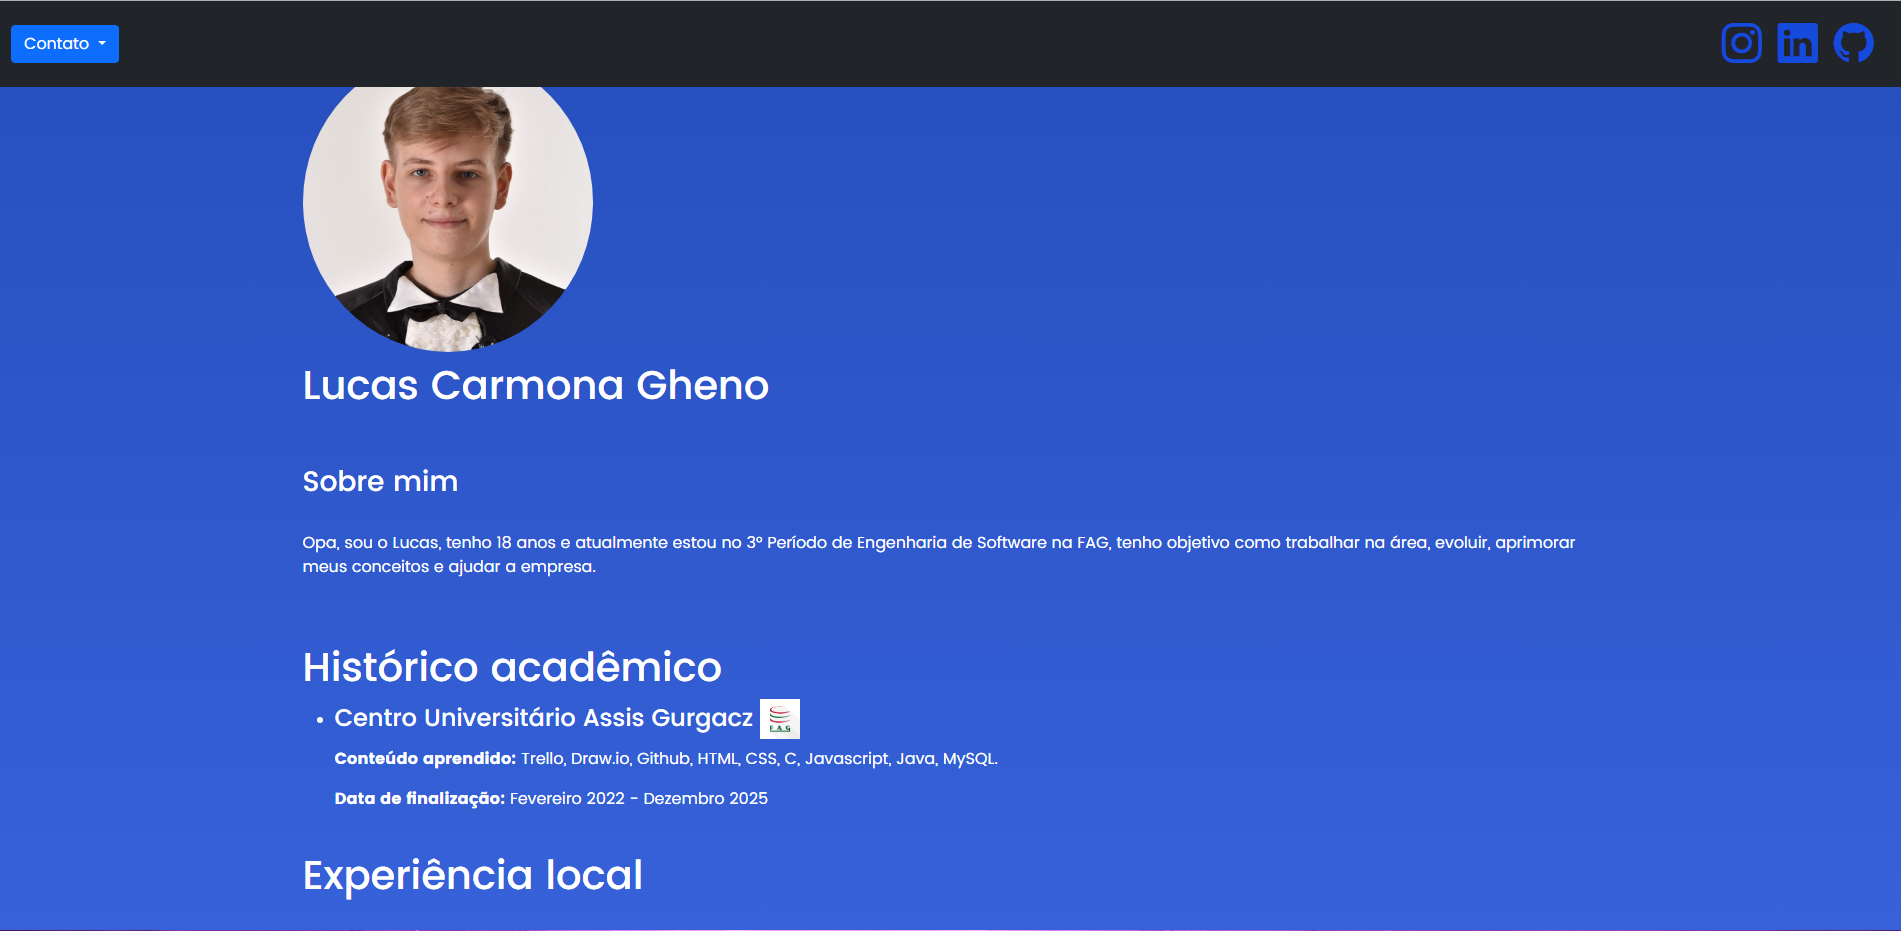 Contato
Lucas Carmona Gheno
Sobre mim
Opa, sou o Lucas, tenho 18 anos e atualmente estou no 3º Período de Engenharia de Software na FAG, tenho objetivo como trabalhar na área, evoluir, aprimorar
meus conceitos e ajudar a empresa.
Histórico acadêmico
• Centro Universitário Assis Gurgacz F.A.G
Conteúdo aprendido: Trello, Draw.io, Github, HTML, CSS, C, Javascript, Java, MySQL.
Data de finalização: Fevereiro 2022 - Dezembro 2025
Experiência local